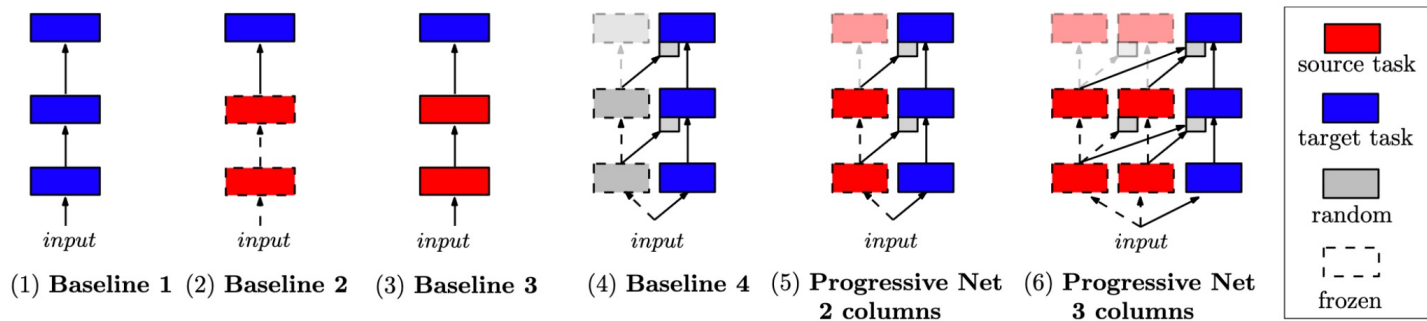 input
input
input
input
input
input
(1) Baseline 1
(2) Baseline 2
(3) Baseline 3
(4) Baseline 4
(5) Progressive Net
2 columns
(6) Progressive Net
3 columns
source task
target task
random
frozen